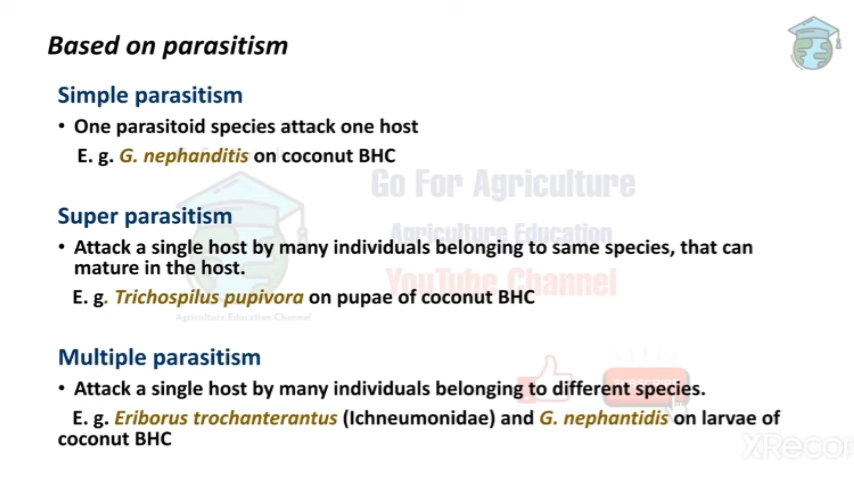 Based on parasitism
Simple parasitism
• One parasitoid species attack one host
E. g. G. nephanditis on coconut BHC
Go For Agriculture
Super parasitism
Agriculture Education
• Attack a single host by many individuals belonging to same species, that can
mature in the host.
YouTube Channel
E. g. Trichospilus pupivora on pupae of coconut BHC
Agriculture Education Channel
Multiple parasitism
• Attack a single host by many individuals belonging to different species.
E. g. Eriborus trochanterantus (Ichneumonidae) and G. nephantidis on larvae of
coconut BHC
XRecor